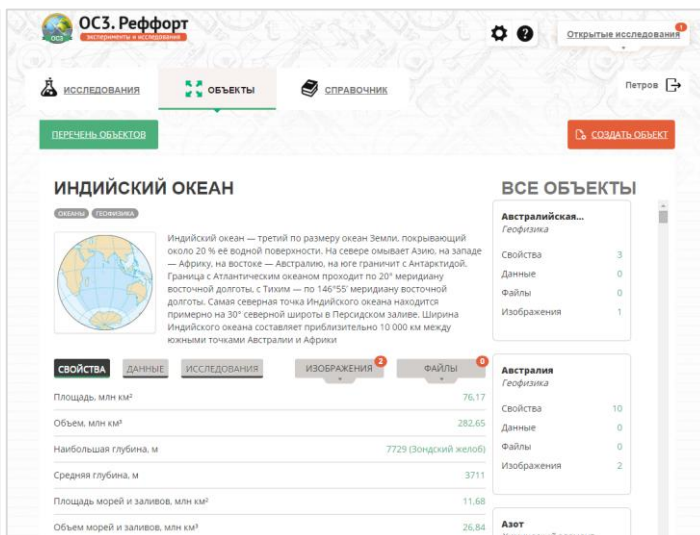 ОСЗ. Реффорт
эксперименты и исследования
ОСЗ
Открытые исследования
1
ИССЛЕДОВАНИЯ
ОБЪЕКТЫ
СПРАВОЧНИК
Петров
ПЕРЕЧЕНЬ ОБЪЕКТОВ
СОЗДАТЬ ОБЪЕКТ
ИНДИЙСКИЙ ОКЕАН
ОКЕАНЫ ГЕОФИЗИКА
Индийский океан — третий по размеру океан Земли, покрывающий
около 20 % её водной поверхности. На севере омывает Азию, на западе
— Африку, на востоке — Австралию, на юге граничит с Антарктидой.
Граница с Атлантическим океаном проходит по 20° меридиану
восточной долготы, с Тихим — по 146°55' меридиану восточной
долготы. Самая северная точка Индийского океана находится
примерно на 30° северной широты в Персидском заливе. Ширина
Индийского океана составляет приблизительно 10 000 км между
южными точками Австралии и Африки
СВОЙСТВА ДАННЫЕ ИССЛЕДОВАНИЯ ИЗОБРАЖЕНИЯ 2 ФАЙЛЫ 0
Площадь, млн км² 76,17
Объем, млн км³ 282,65
Наибольшая глубина, м 7729 (Зондский желоб)
Средняя глубина, м 3711
Площадь морей и заливов, млн км² 11,68
Объем морей и заливов, млн км³ 26,84
ВСЕ ОБЪЕКТЫ
Австралийская...
Геофизика
Свойства 3
Данные 0
Файлы 0
Изображения 1
Австралия
Геофизика
Свойства 10
Данные 0
Файлы 0
Изображения 2
Азот